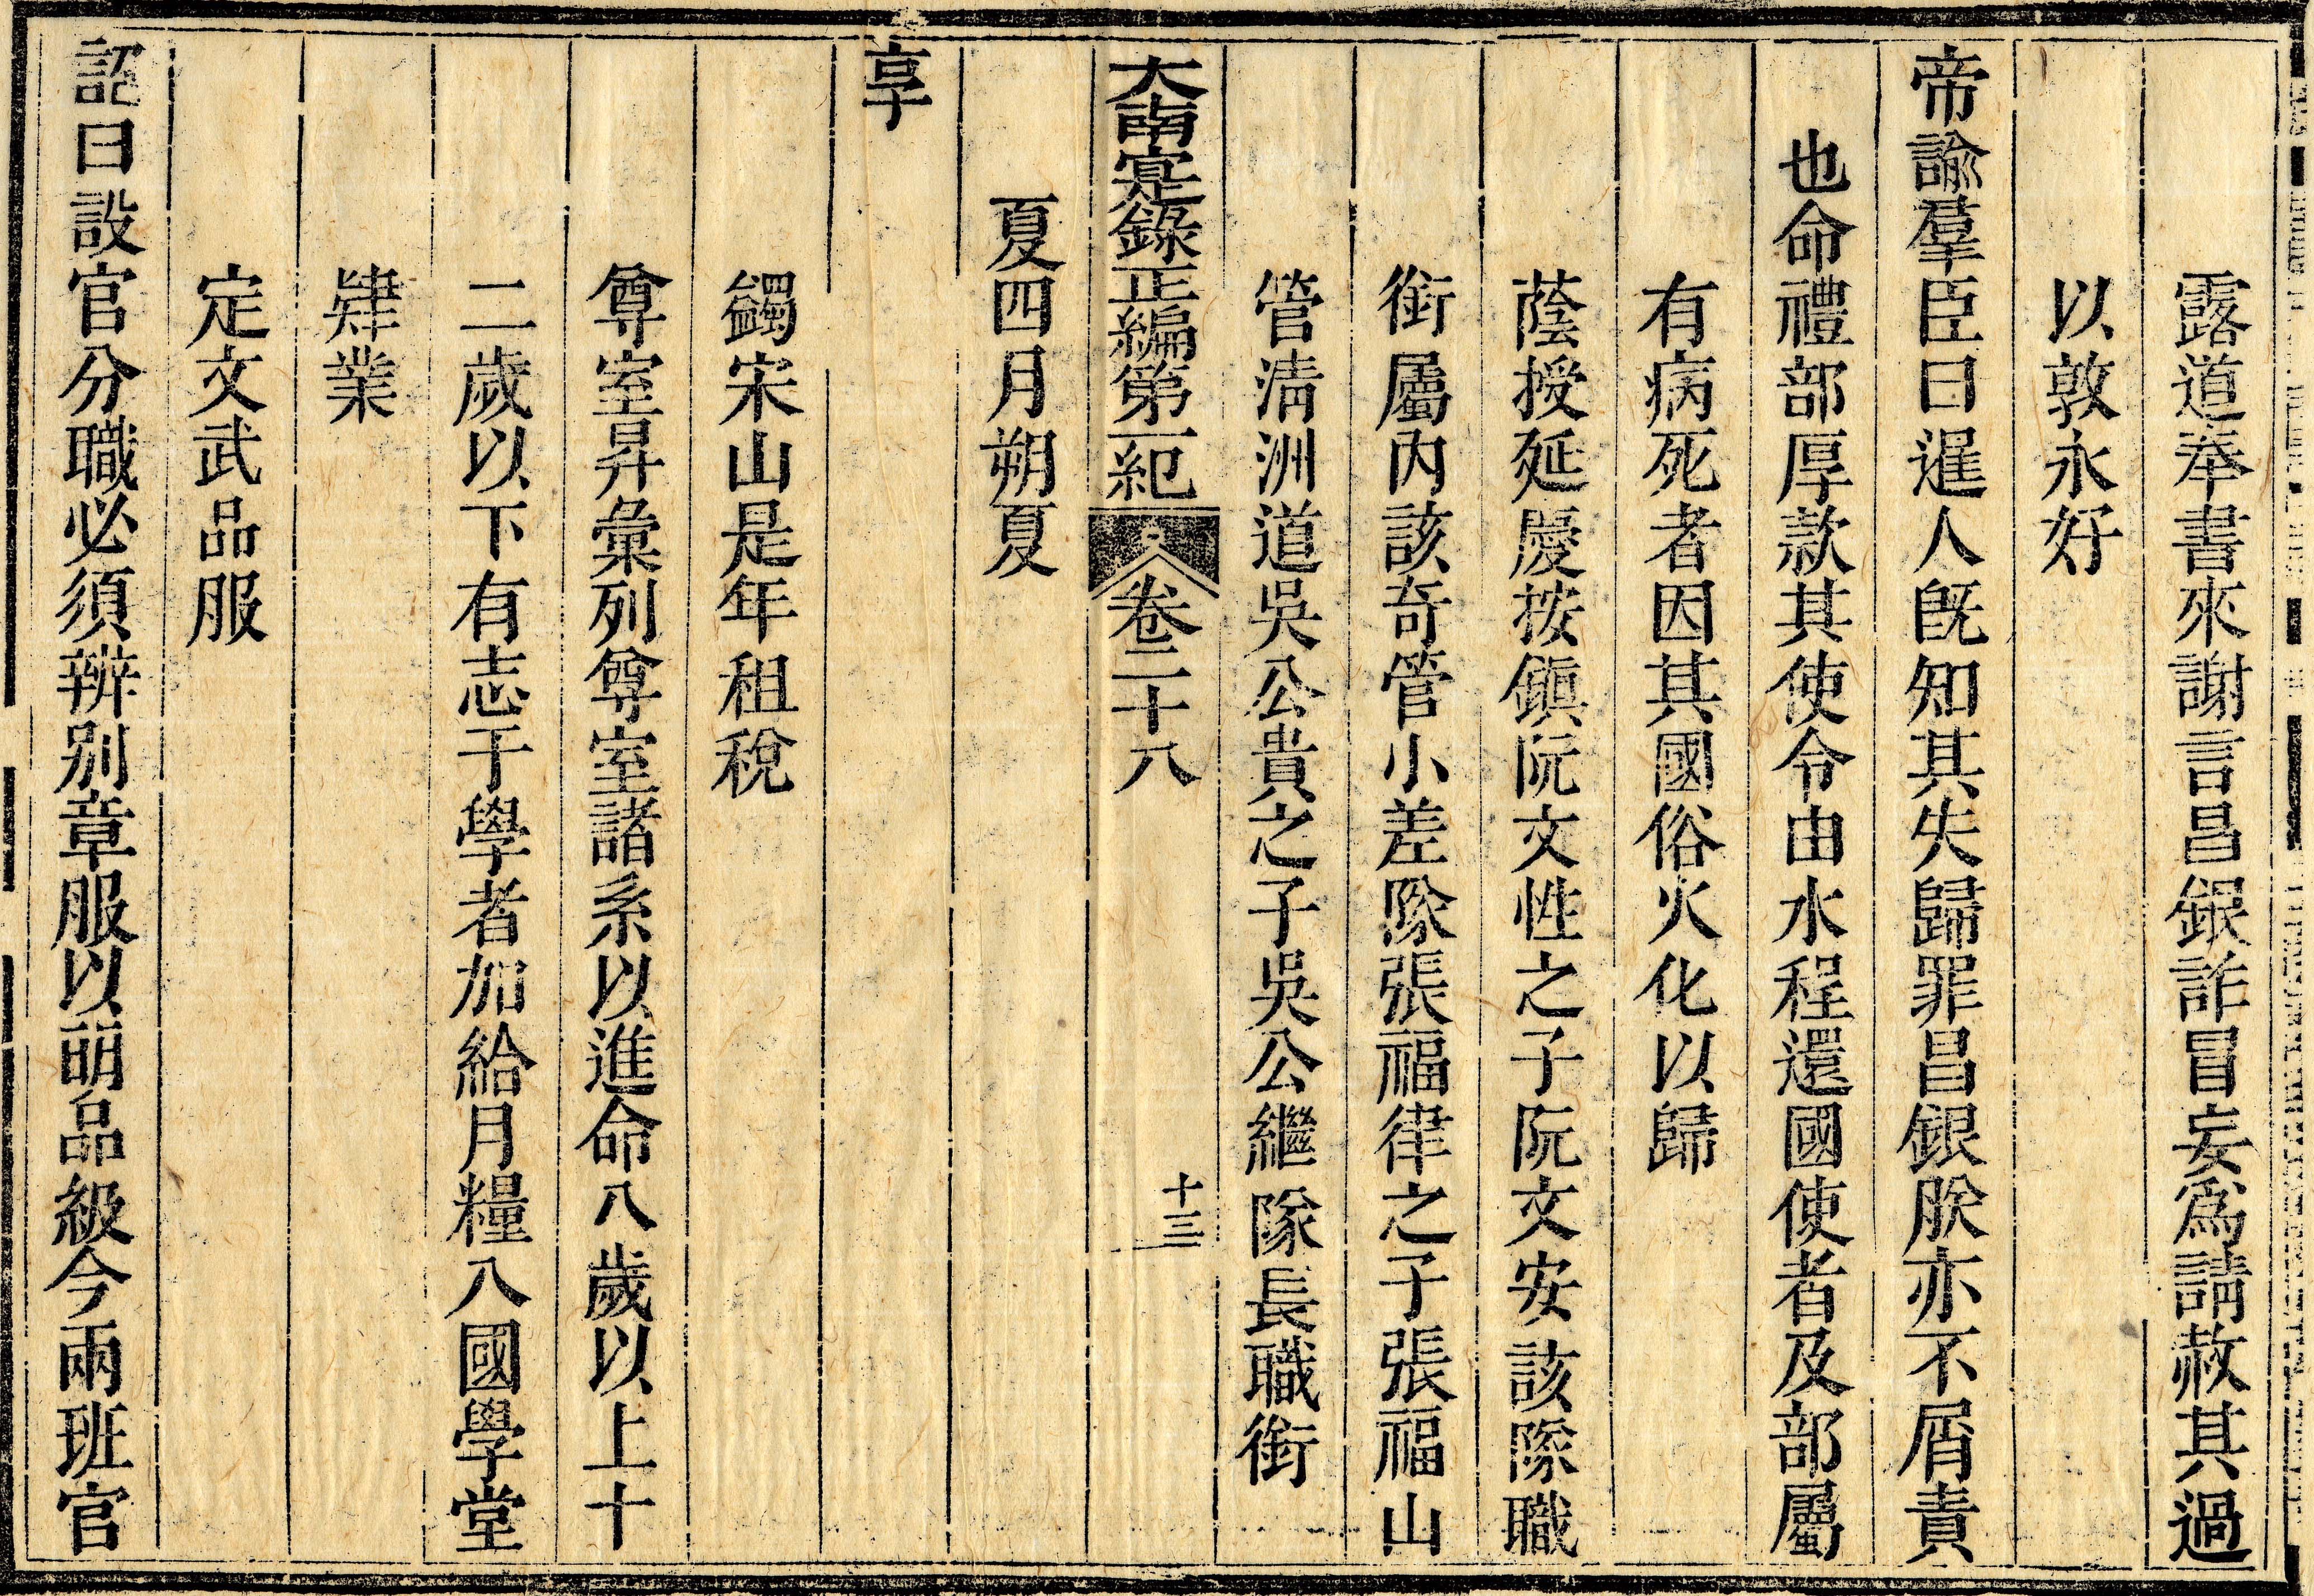 露道奉書來謝言昌銀詐冒妄爲請赦其過
以敦永好
帝諭羣臣曰暹人旣知其失歸罪昌銀朕亦不屑責
也命禮部厚款其使令由水程還國使者及部屬
有病死者因其國俗火化以歸
蔭授延慶按鎭阮文性之子阮文安該隊職
銜屬內該奇管小差隊張福律之子張福山
管淸洲道吳公貴之子吳公繼隊長職銜
大南寔錄正編第一紀 卷二十八 十三
夏四月朔夏
享
蠲宋山是年租稅
尊室昇彙列尊室諸系以進命八歲以上十
二歲以下有志于學者加給月糧入國學堂
肄業
定文武品服
詔曰設官分職必須辨別章服以明品級今兩班官